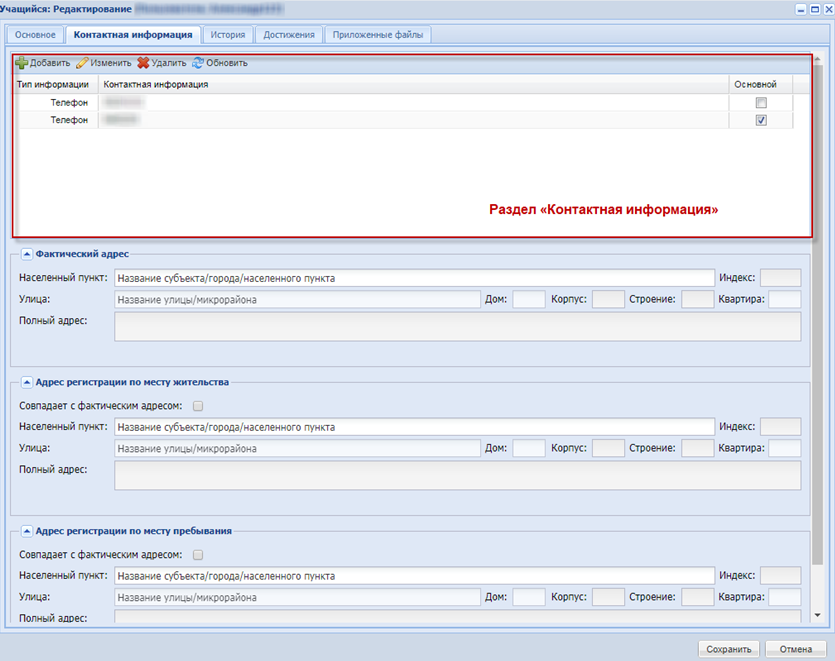 Учащийся: Редактирование
Основное Контактная информация История Достижения Приложенные файлы
Добавить Изменить Удалить Обновить
Тип информации Контактная информация Основной
Телефон
Телефон
Раздел «Контактная информация»
Фактический адрес
Населенный пункт: Название субъекта/города/населенного пункта Индекс:
Улица: Название улицы/микрорайона Дом: Корпус: Строение: Квартира:
Полный адрес:
Адрес регистрации по месту жительства
Совпадает с фактическим адресом:
Населенный пункт: Название субъекта/города/населенного пункта Индекс:
Улица: Название улицы/микрорайона Дом: Корпус: Строение: Квартира:
Полный адрес:
Адрес регистрации по месту пребывания
Совпадает с фактическим адресом:
Населенный пункт: Название субъекта/города/населенного пункта Индекс:
Улица: Название улицы/микрорайона Дом: Корпус: Строение: Квартира:
Полный адрес:
Сохранить Отмена